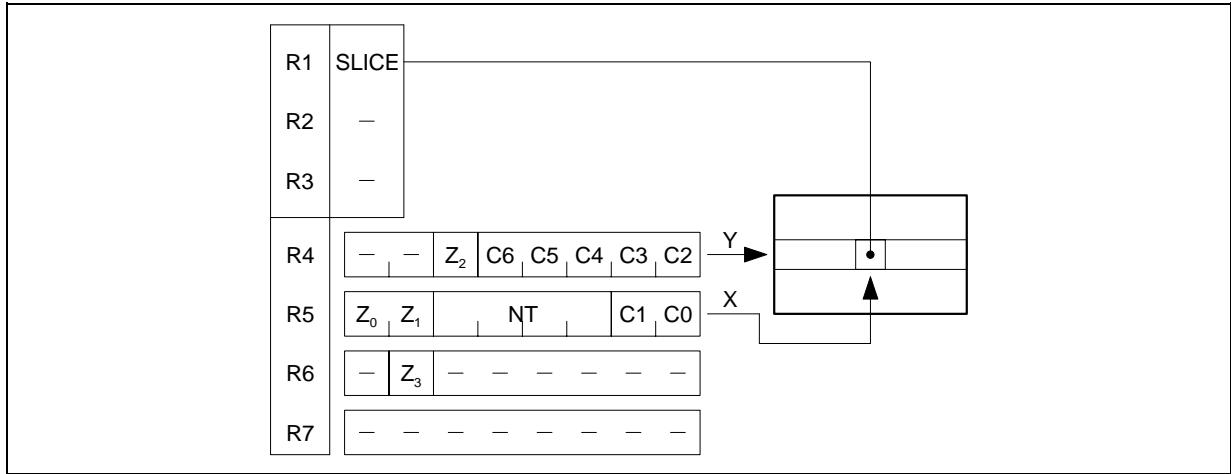 R1 SLICE
R2 –
R3 –
R4 – – Z₂ C6 C5 C4 C3 C2 Y
R5 Z₀ Z₁ NT C1 C0 X
R6 – Z₃ – – – – – –
R7 – – – – – – – –